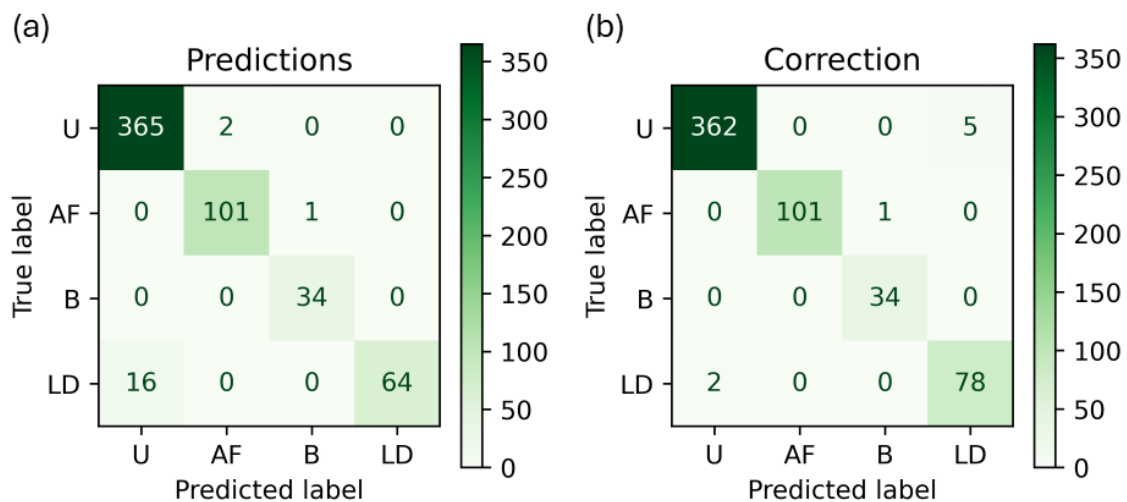 (a)
Predictions
True label
U 365 2 0 0
AF 0 101 1 0
B 0 0 34 0
LD 16 0 0 64
U AF B LD
Predicted label
350
300
250
200
150
100
50
0
(b)
Correction
True label
U 362 0 0 5
AF 0 101 1 0
B 0 0 34 0
LD 2 0 0 78
U AF B LD
Predicted label
350
300
250
200
150
100
50
0